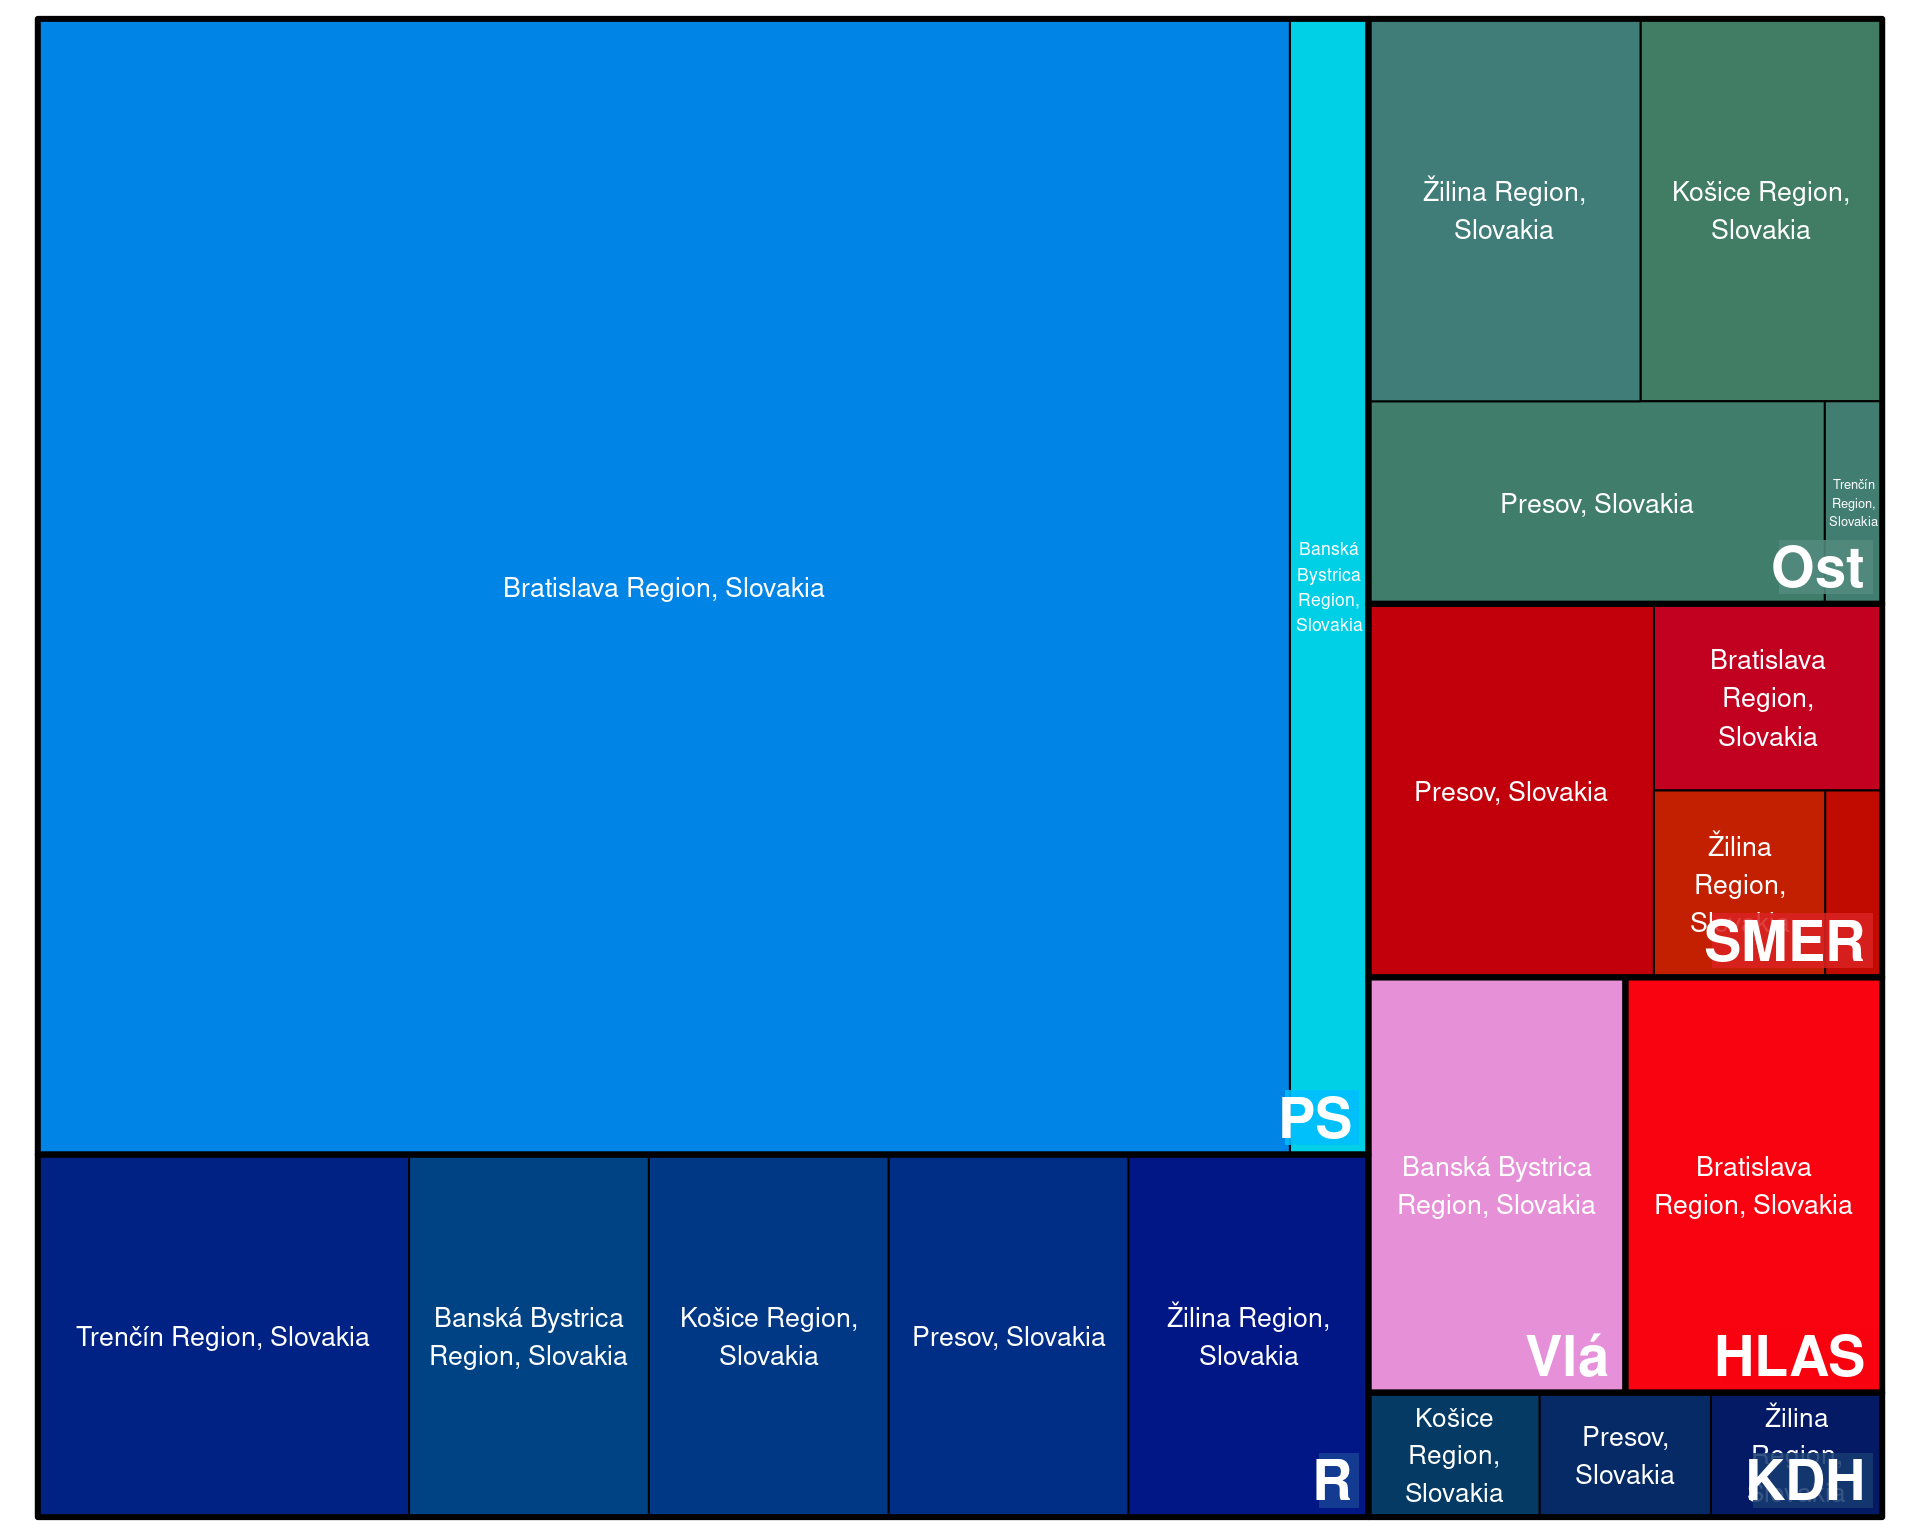 Bratislava Region, Slovakia
Banská
Bystrica
Region,
Slovakia
PS
Trenčín Region, Slovakia
Banská Bystrica
Region, Slovakia
Košice Region,
Slovakia
Presov, Slovakia
Žilina Region,
Slovakia
R
Žilina Region,
Slovakia
Košice Region,
Slovakia
Presov, Slovakia
Trenčín
Region,
Slovakia
Ost
Presov, Slovakia
Bratislava
Region,
Slovakia
Žilina
Region,
Slovakia
SMER
Banská Bystrica
Region, Slovakia
Vlá
Bratislava
Region, Slovakia
HLAS
Košice
Region,
Slovakia
Presov,
Slovakia
Žilina
Region,
Slovakia
KDH